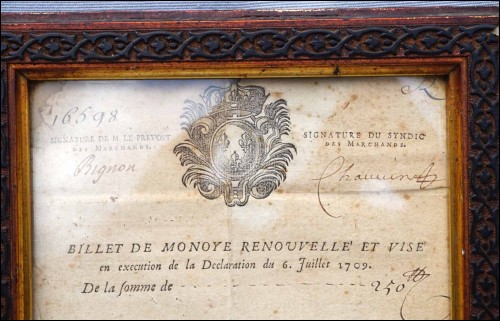 16598
SIGNATURE DE M. LE PREVOST
DES MARCHANDS.
Bignon
SIGNATURE DU SYNDIC
DES MARCHANDS.
BILLET DE MONOYE RENOUVELLÉ ET VISÉ
en execution de la Declaration du 6. Juillet 1709.
De la somme de 250 ₶